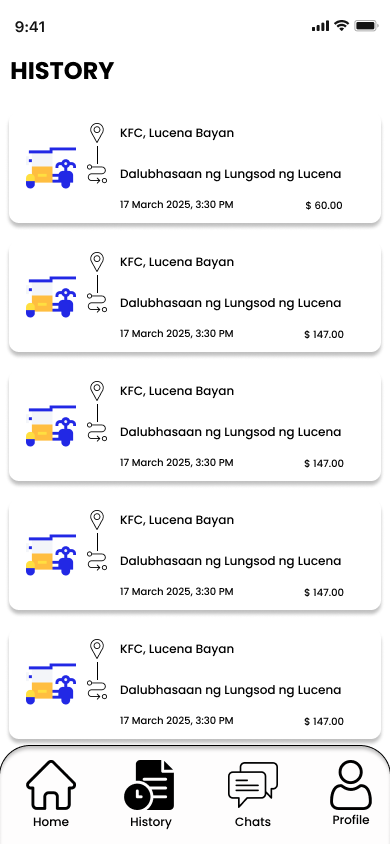 9:41
HISTORY
KFC, Lucena Bayan
Dalubhasaan ng Lungsod ng Lucena
17 March 2025, 3:30 PM $ 60.00
KFC, Lucena Bayan
Dalubhasaan ng Lungsod ng Lucena
17 March 2025, 3:30 PM $ 147.00
KFC, Lucena Bayan
Dalubhasaan ng Lungsod ng Lucena
17 March 2025, 3:30 PM $ 147.00
KFC, Lucena Bayan
Dalubhasaan ng Lungsod ng Lucena
17 March 2025, 3:30 PM $ 147.00
KFC, Lucena Bayan
Dalubhasaan ng Lungsod ng Lucena
17 March 2025, 3:30 PM $ 147.00
Home History Chats Profile